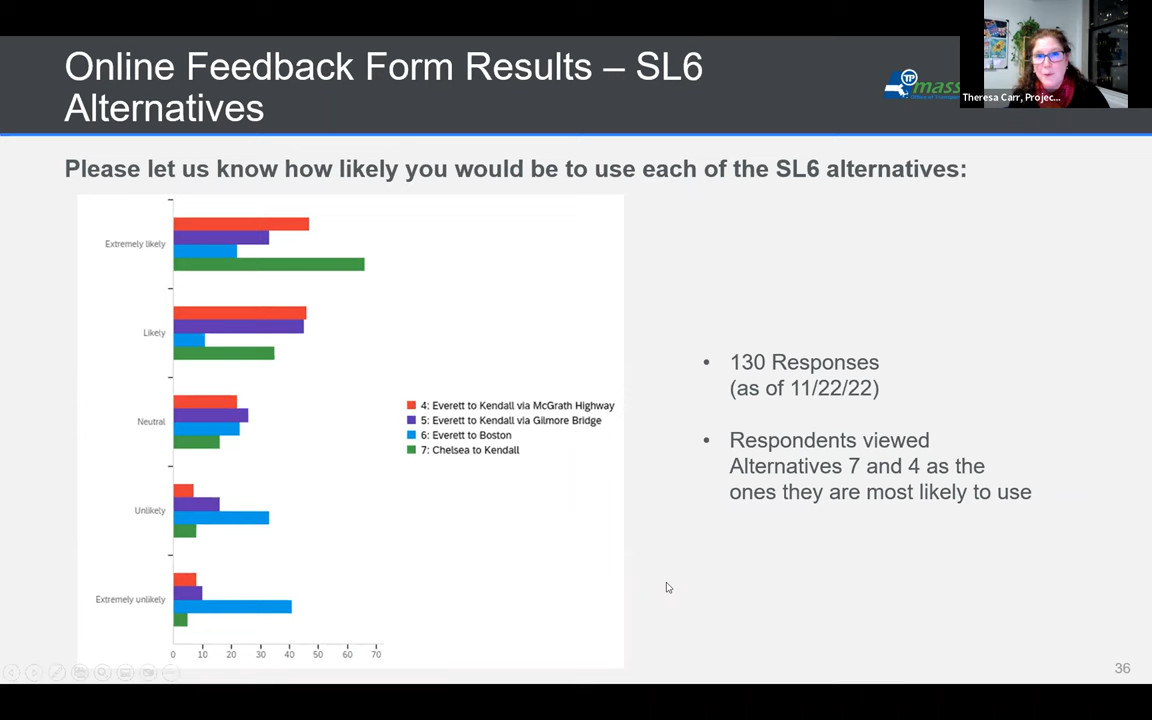 Online Feedback Form Results – SL6
Alternatives
TP
mass
Theresa Carr, Projec...
Please let us know how likely you would be to use each of the SL6 alternatives:
Extremely likely
Likely
Neutral
Unlikely
Extremely unlikely
0 10 20 30 40 50 60 70
4: Everett to Kendall via McGrath Highway
5: Everett to Kendall via Gilmore Bridge
6: Everett to Boston
7: Chelsea to Kendall
• 130 Responses
(as of 11/22/22)
• Respondents viewed
Alternatives 7 and 4 as the
ones they are most likely to use
36